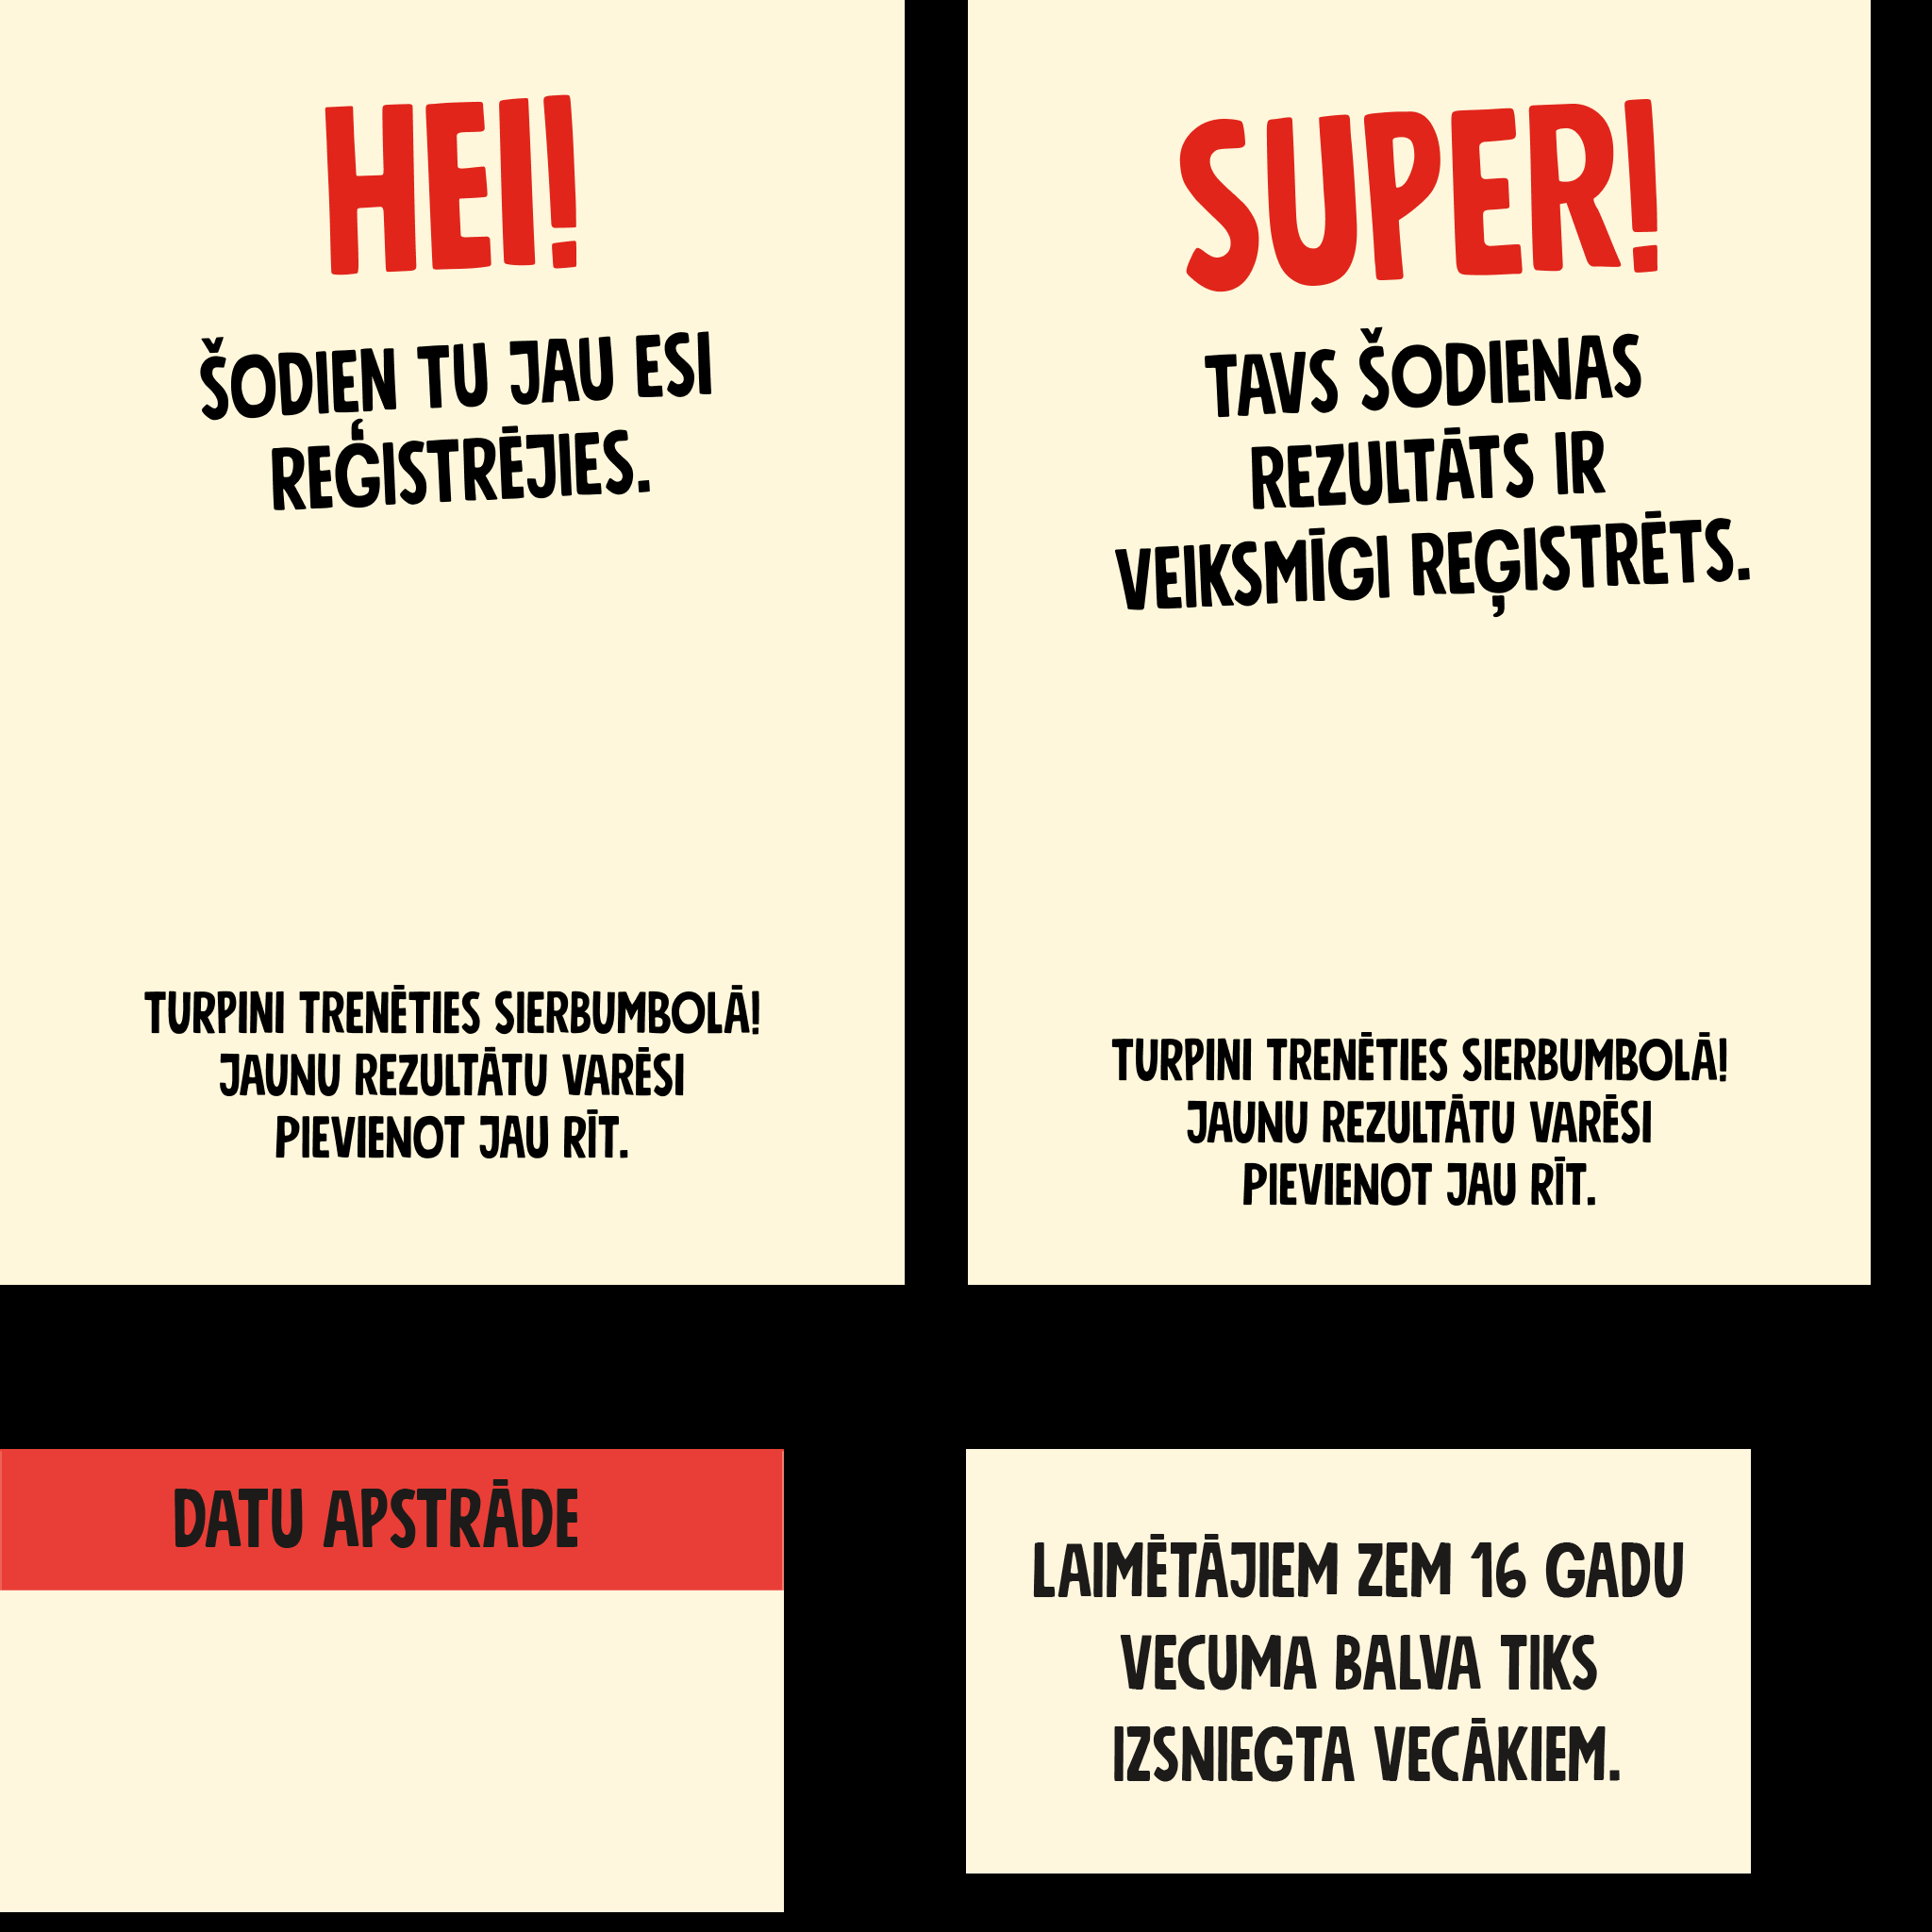 HEI!
ŠODIEN TU JAU ESI
REĢISTRĒJIES.
TURPINI TRENĒTIES SIERBUMBOLĀ!
JAUNU REZULTĀTU VARĒSI
PIEVIENOT JAU RĪT.
SUPER!
TAVS ŠODIENAS
REZULTĀTS IR
VEIKSMĪGI REĢISTRĒTS.
TURPINI TRENĒTIES SIERBUMBOLĀ!
JAUNU REZULTĀTU VARĒSI
PIEVIENOT JAU RĪT.
DATU APSTRĀDE
LAIMĒTĀJIEM ZEM 16 GADU
VECUMA BALVA TIKS
IZSNIEGTA VECĀKIEM.